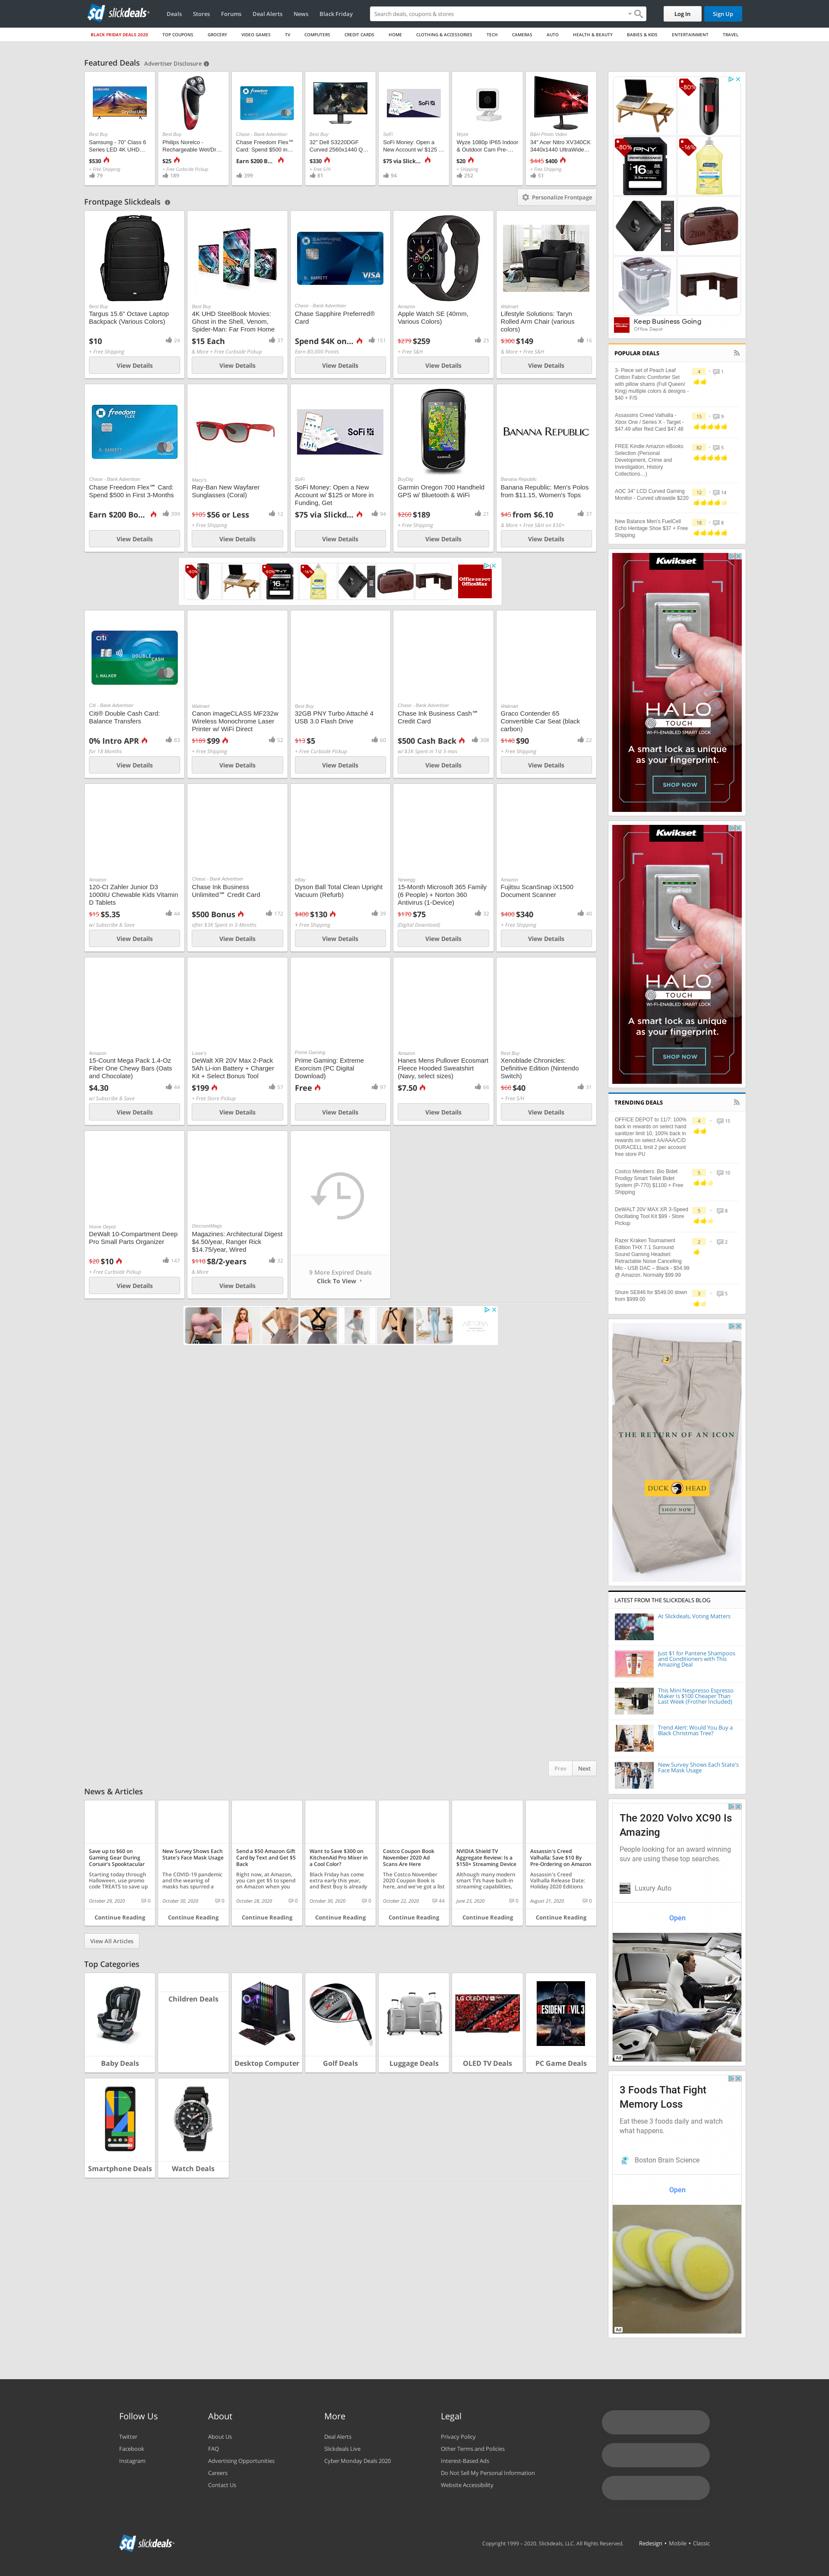 slickdeals
Deals Stores Forums Deal Alerts News Black Friday
Search deals, coupons & stores
Log In
Sign Up
BLACK FRIDAY DEALS 2020 TOP COUPONS GROCERY VIDEO GAMES TV COMPUTERS CREDIT CARDS HOME CLOTHING & ACCESSORIES TECH CAMERAS AUTO HEALTH & BEAUTY BABIES & KIDS ENTERTAINMENT TRAVEL
Featured Deals Advertiser Disclosure
Best Buy
Samsung - 70" Class 6
Series LED 4K UHD...
$530
+ Free Shipping
79
Best Buy
Philips Norelco -
Rechargeable Wet/Dr...
$25
+ Free Curbside Pickup
189
Chase - Bank Advertiser
Chase Freedom Flex℠
Card: Spend $500 in...
Earn $200 B...
399
Best Buy
32" Dell S3220DGF
Curved 2560x1440 Q...
$330
+ Free S/H
81
SoFi
SoFi Money: Open a
New Account w/ $125 ...
$75 via Slick...
94
Wyze
Wyze 1080p IP65 Indoor
& Outdoor Cam Pre-...
$20
+ Shipping
252
B&H Photo Video
34" Acer Nitro XV340CK
3440x1440 UltraWide...
$445 $400
+ Free Shipping
51
Frontpage Slickdeals
Personalize Frontpage
Best Buy
Targus 15.6" Octave Laptop
Backpack (Various Colors)
$10
24
+ Free Shipping
View Details
Best Buy
4K UHD SteelBook Movies:
Ghost in the Shell, Venom,
Spider-Man: Far From Home
$15 Each
37
& More + Free Curbside Pickup
View Details
Chase - Bank Advertiser
Chase Sapphire Preferred®
Card
Spend $4K on...
151
Earn 80,000 Points
View Details
Amazon
Apple Watch SE (40mm,
Various Colors)
$279 $259
25
+ Free S&H
View Details
Walmart
Lifestyle Solutions: Taryn
Rolled Arm Chair (various
colors)
$300 $149
16
& More + Free S&H
View Details
Chase - Bank Advertiser
Chase Freedom Flex℠ Card:
Spend $500 in First 3-Months
Earn $200 Bo...
399
View Details
Macy's
Ray-Ban New Wayfarer
Sunglasses (Coral)
$185 $56 or Less
12
+ Free Shipping
View Details
SoFi
SoFi Money: Open a New
Account w/ $125 or More in
Funding, Get
$75 via Slickd...
94
View Details
BuyDig
Garmin Oregon 700 Handheld
GPS w/ Bluetooth & WiFi
$260 $189
21
+ Free Shipping
View Details
BANANA REPUBLIC
Banana Republic
Banana Republic: Men's Polos
from $11.15, Women's Tops
$45 from $6.10
37
& More + Free S&H on $50+
View Details
Office DEPOT
OfficeMax
Citi - Bank Advertiser
Citi® Double Cash Card:
Balance Transfers
0% Intro APR
83
for 18 Months
View Details
Walmart
Canon imageCLASS MF232w
Wireless Monochrome Laser
Printer w/ WiFi Direct
$189 $99
52
+ Free Shipping
View Details
Best Buy
32GB PNY Turbo Attaché 4
USB 3.0 Flash Drive
$13 $5
60
+ Free Curbside Pickup
View Details
Chase - Bank Advertiser
Chase Ink Business Cash℠
Credit Card
$500 Cash Back
308
w/ $3K Spent in 1st 3-mos
View Details
Walmart
Graco Contender 65
Convertible Car Seat (black
carbon)
$140 $90
22
+ Free Shipping
View Details
Amazon
120-Ct Zahler Junior D3
1000IU Chewable Kids Vitamin
D Tablets
$15 $5.35
44
w/ Subscribe & Save
View Details
Chase - Bank Advertiser
Chase Ink Business
Unlimited℠ Credit Card
$500 Bonus
172
after $3K Spent in 3-Months
View Details
eBay
Dyson Ball Total Clean Upright
Vacuum (Refurb)
$400 $130
39
+ Free Shipping
View Details
Newegg
15-Month Microsoft 365 Family
(6 People) + Norton 360
Antivirus (1-Device)
$170 $75
32
(Digital Download)
View Details
Amazon
Fujitsu ScanSnap iX1500
Document Scanner
$400 $340
40
+ Free Shipping
View Details
Amazon
15-Count Mega Pack 1.4-Oz
Fiber One Chewy Bars (Oats
and Chocolate)
$4.30
44
w/ Subscribe & Save
View Details
Lowe's
DeWalt XR 20V Max 2-Pack
5Ah Li-ion Battery + Charger
Kit + Select Bonus Tool
$199
57
+ Free Store Pickup
View Details
Prime Gaming
Prime Gaming: Extreme
Exorcism (PC Digital
Download)
Free
97
View Details
Amazon
Hanes Mens Pullover Ecosmart
Fleece Hooded Sweatshirt
(Navy, select sizes)
$7.50
66
View Details
Best Buy
Xenoblade Chronicles:
Definitive Edition (Nintendo
Switch)
$60 $40
31
+ Free S/H
View Details
Home Depot
DeWalt 10-Compartment Deep
Pro Small Parts Organizer
$20 $10
147
+ Free Curbside Pickup
View Details
DiscountMags
Magazines: Architectural Digest
$4.50/year, Ranger Rick
$14.75/year, Wired
$110 $8/2-years
32
& More
View Details
9 More Expired Deals
Click To View
Prev Next
Keep Business Going
Office Depot
POPULAR DEALS
3- Piece set of Peach Leaf
Cotton Fabric Comforter Set
with pillow shams (Full Queen/
King) multiple colors & designs -
$40 + F/S
4 1
Assassins Creed Valhalla -
Xbox One / Series X - Target -
$47.49 after Red Card $47.48
15 9
FREE Kindle Amazon eBooks
Selection (Personal
Development, Crime and
Investigation, History
Collections...)
62 5
AOC 34" LCD Curved Gaming
Monitor - Curved ultrawide $220
12 14
New Balance Men's FuelCell
Echo Heritage Shoe $37 + Free
Shipping
18 8
Kwikset
HALO
TOUCH
WI-FI-ENABLED SMART LOCK
A smart lock as unique
as your fingerprint.
SHOP NOW
Kwikset
HALO
TOUCH
WI-FI-ENABLED SMART LOCK
A smart lock as unique
as your fingerprint.
SHOP NOW
TRENDING DEALS
OFFICE DEPOT to 11/7: 100%
back in rewards on select hand
sanitizer limit 10, 100% back in
rewards on select AA/AAA/C/D
DURACELL limit 2 per account
free store PU
4 15
Costco Members: Bio Bidet
Prodigy Smart Toilet Bidet
System (P-770) $1100 + Free
Shipping
5 10
DeWALT 20V MAX XR 3-Speed
Oscillating Tool Kit $99 - Store
Pickup
5 8
Razer Kraken Tournament
Edition THX 7.1 Surround
Sound Gaming Headset:
Retractable Noise Cancelling
Mic - USB DAC – Black - $54.99
@ Amazon. Normally $99.99
2 2
Shure SE846 for $549.00 down
from $999.00
3 5
THE RETURN OF AN ICON
DUCK HEAD
SHOP NOW
LATEST FROM THE SLICKDEALS BLOG
At Slickdeals, Voting Matters
Just $1 for Pantene Shampoos
and Conditioners with This
Amazing Deal
This Mini Nespresso Espresso
Maker Is $100 Cheaper Than
Last Week (Frother Included)
Trend Alert: Would You Buy a
Black Christmas Tree?
New Survey Shows Each State's
Face Mask Usage
The 2020 Volvo XC90 Is
Amazing
People looking for an award winning
suv are using these top searches.
Luxury Auto
Open
Ad
3 Foods That Fight
Memory Loss
Eat these 3 foods daily and watch
what happens.
Boston Brain Science
Open
Ad
News & Articles
Save up to $60 on
Gaming Gear During
Corsair's Spooktacular
Starting today through
Halloween, use promo
code TREATS to save up
October 29, 2020 0
Continue Reading
New Survey Shows Each
State's Face Mask Usage
The COVID-19 pandemic
and the wearing of
masks has sparked a
October 30, 2020 0
Continue Reading
Send a $50 Amazon Gift
Card by Text and Get $5
Back
Right now, at Amazon,
you can get $5 to spend
on Amazon when you
October 28, 2020 0
Continue Reading
Want to Save $300 on
KitchenAid Pro Mixer in
a Cool Color?
Black Friday has come
extra early this year,
and Best Buy is already
October 30, 2020 0
Continue Reading
Costco Coupon Book
November 2020 Ad
Scans Are Here
The Costco November
2020 Coupon Book is
here, and we've got a list
October 22, 2020 44
Continue Reading
NVIDIA Shield TV
Aggregate Review: Is a
$150+ Streaming Device
Although many modern
smart TVs have built-in
streaming capabilities,
June 23, 2020 0
Continue Reading
Assassin's Creed
Valhalla: Save $10 By
Pre-Ordering on Amazon
Assassin's Creed
Valhalla Release Date:
Holiday 2020 Editions
August 21, 2020 0
Continue Reading
View All Articles
Top Categories
Baby Deals
Children Deals
Desktop Computer
Golf Deals
Luggage Deals
OLED TV Deals
PC Game Deals
Smartphone Deals
Watch Deals
Follow Us
Twitter
Facebook
Instagram
About
About Us
FAQ
Advertising Opportunities
Careers
Contact Us
More
Deal Alerts
Slickdeals Live
Cyber Monday Deals 2020
Legal
Privacy Policy
Other Terms and Policies
Interest-Based Ads
Do Not Sell My Personal Information
Website Accessibility
slickdeals
Copyright 1999 – 2020. Slickdeals, LLC. All Rights Reserved.
Redesign • Mobile • Classic